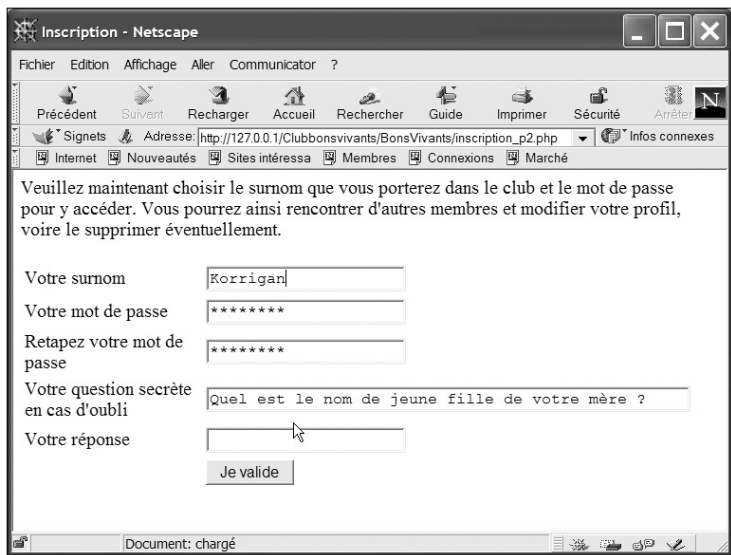 Inscription - Netscape
Fichier Edition Affichage Aller Communicator ?
Précédent Suivant Recharger Accueil Rechercher Guide Imprimer Sécurité Arrêter N
Signets Adresse: http://127.0.0.1/Clubbonsvivants/BonsVivants/inscription_p2.php Infos connexes
Internet Nouveautés Sites intéressa Membres Connexions Marché
Veuillez maintenant choisir le surnom que vous porterez dans le club et le mot de passe
pour y accéder. Vous pourrez ainsi rencontrer d'autres membres et modifier votre profil,
voire le supprimer éventuellement.
Votre surnom Korrigan
Votre mot de passe ********
Retapez votre mot de
passe ********
Votre question secrète
en cas d'oubli Quel est le nom de jeune fille de votre mère ?
Votre réponse
Je valide
Document: chargé